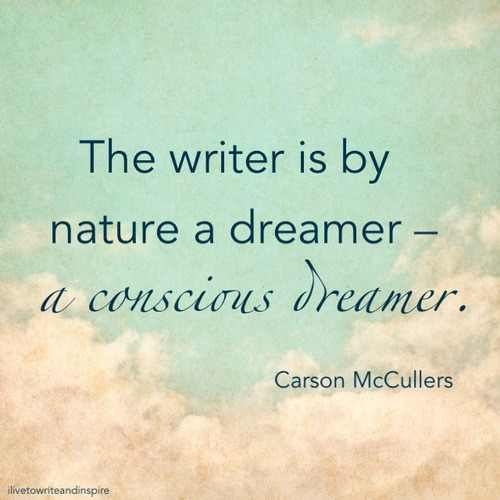 The writer is by
nature a dreamer –
a conscious dreamer.
Carson McCullers
ilivetowriteandinspire